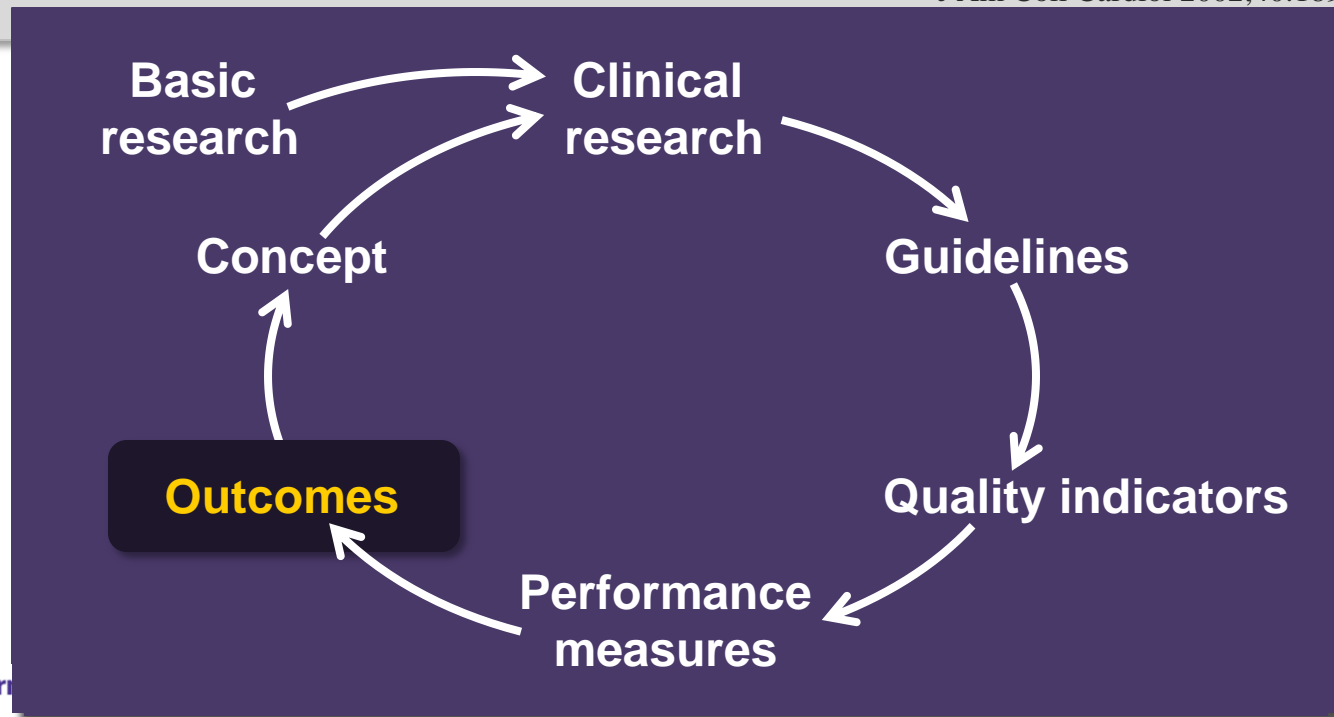 Basic
research
Clinical
research
Concept
Guidelines
Outcomes
Quality indicators
Performance
measures